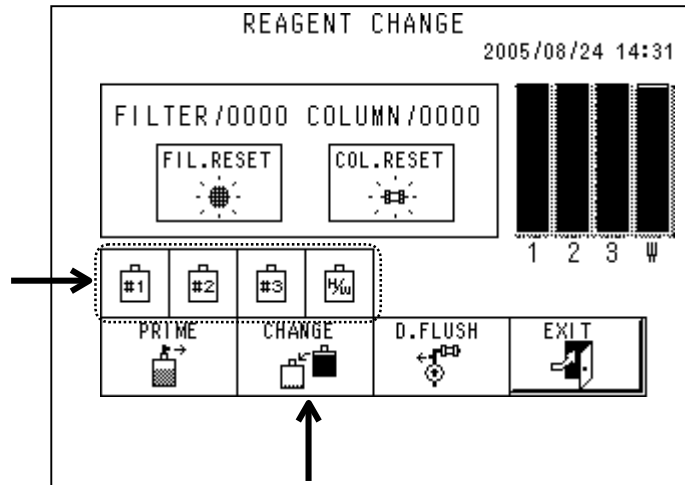 REAGENT CHANGE
2005/08/24 14:31
FILTER/0000 COLUMN/0000
FIL.RESET COL.RESET
1 2 3 W
#1 #2 #3 H/W
PRIME CHANGE D.FLUSH EXIT